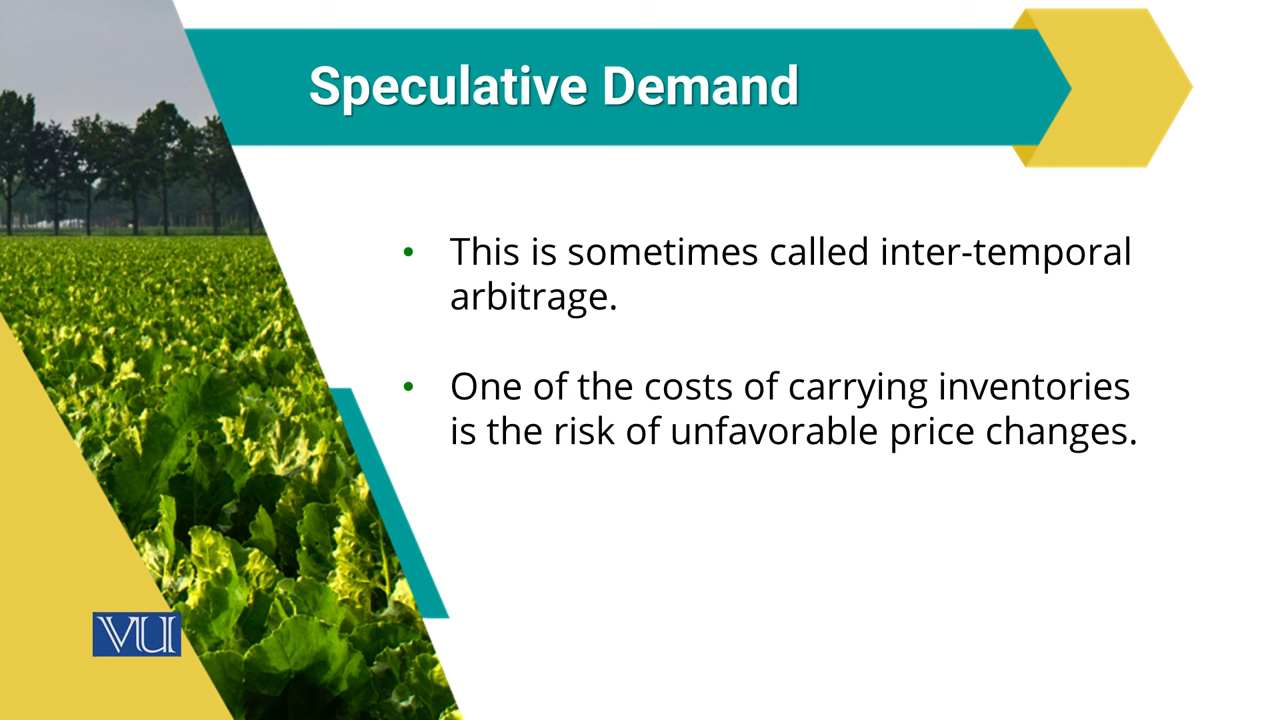 Speculative Demand
• This is sometimes called inter-temporal
arbitrage.
• One of the costs of carrying inventories
is the risk of unfavorable price changes.
VU